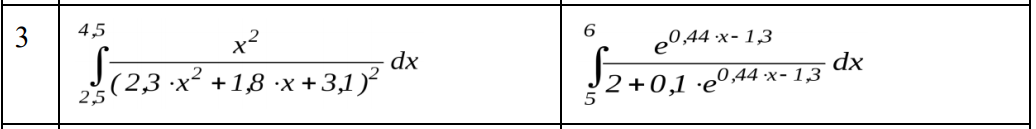 3
∫_{2,5}^{4,5} x^2 / (2,3 · x^2 + 1,8 · x + 3,1)^2 dx
∫_{5}^{6} e^{0,44 · x - 1,3} / 2 + 0,1 · e^{0,44 · x - 1,3} dx